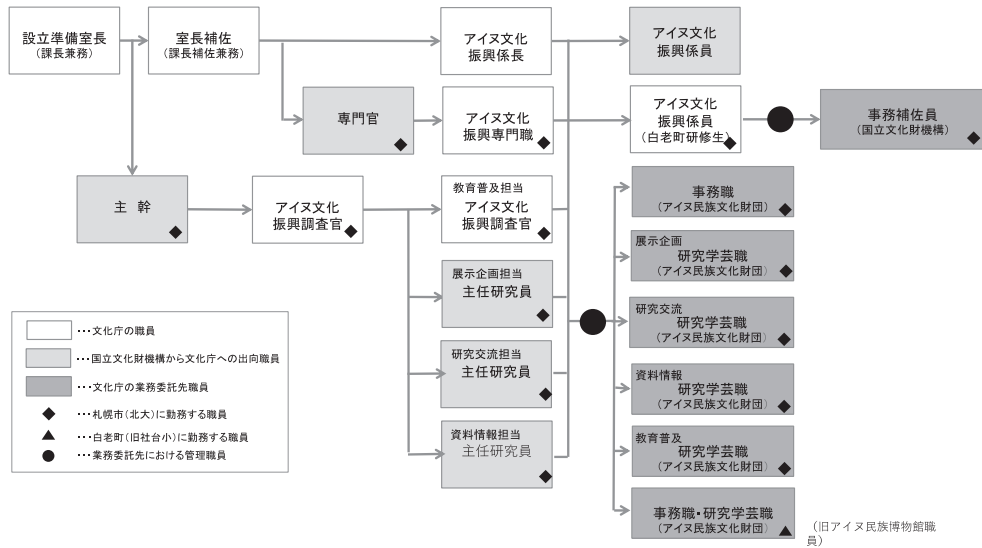 設立準備室長
（課長兼務）
室長補佐
（課長補佐兼務）
アイヌ文化
振興係長
アイヌ文化
振興係員
専門官
アイヌ文化
振興専門職
アイヌ文化
振興係員
（白老町研修生）
事務補佐員
（国立文化財機構）
主 幹
アイヌ文化
振興調査官
教育普及担当
アイヌ文化
振興調査官
展示企画担当
主任研究員
研究交流担当
主任研究員
資料情報担当
主任研究員
事務職
（アイヌ民族文化財団）
展示企画
研究学芸職
（アイヌ民族文化財団）
研究交流
研究学芸職
（アイヌ民族文化財団）
資料情報
研究学芸職
（アイヌ民族文化財団）
教育普及
研究学芸職
（アイヌ民族文化財団）
事務職・研究学芸職
（アイヌ民族文化財団）
（旧アイヌ民族博物館職
員）
…文化庁の職員
…国立文化財機構から文化庁への出向職員
…文化庁の業務委託先職員
◆ …札幌市（北大）に勤務する職員
▲ …白老町（旧社台小）に勤務する職員
● …業務委託先における管理職員